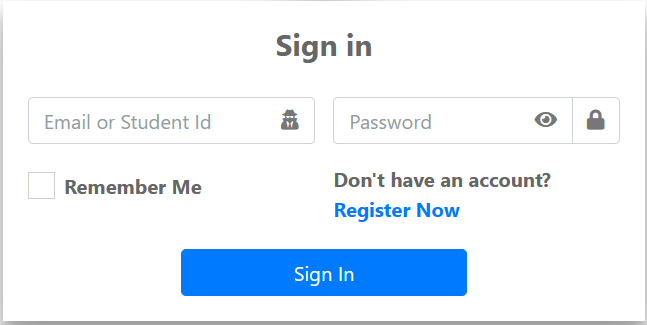 Sign in
Email or Student Id
Password
Remember Me
Don't have an account?
Register Now
Sign In